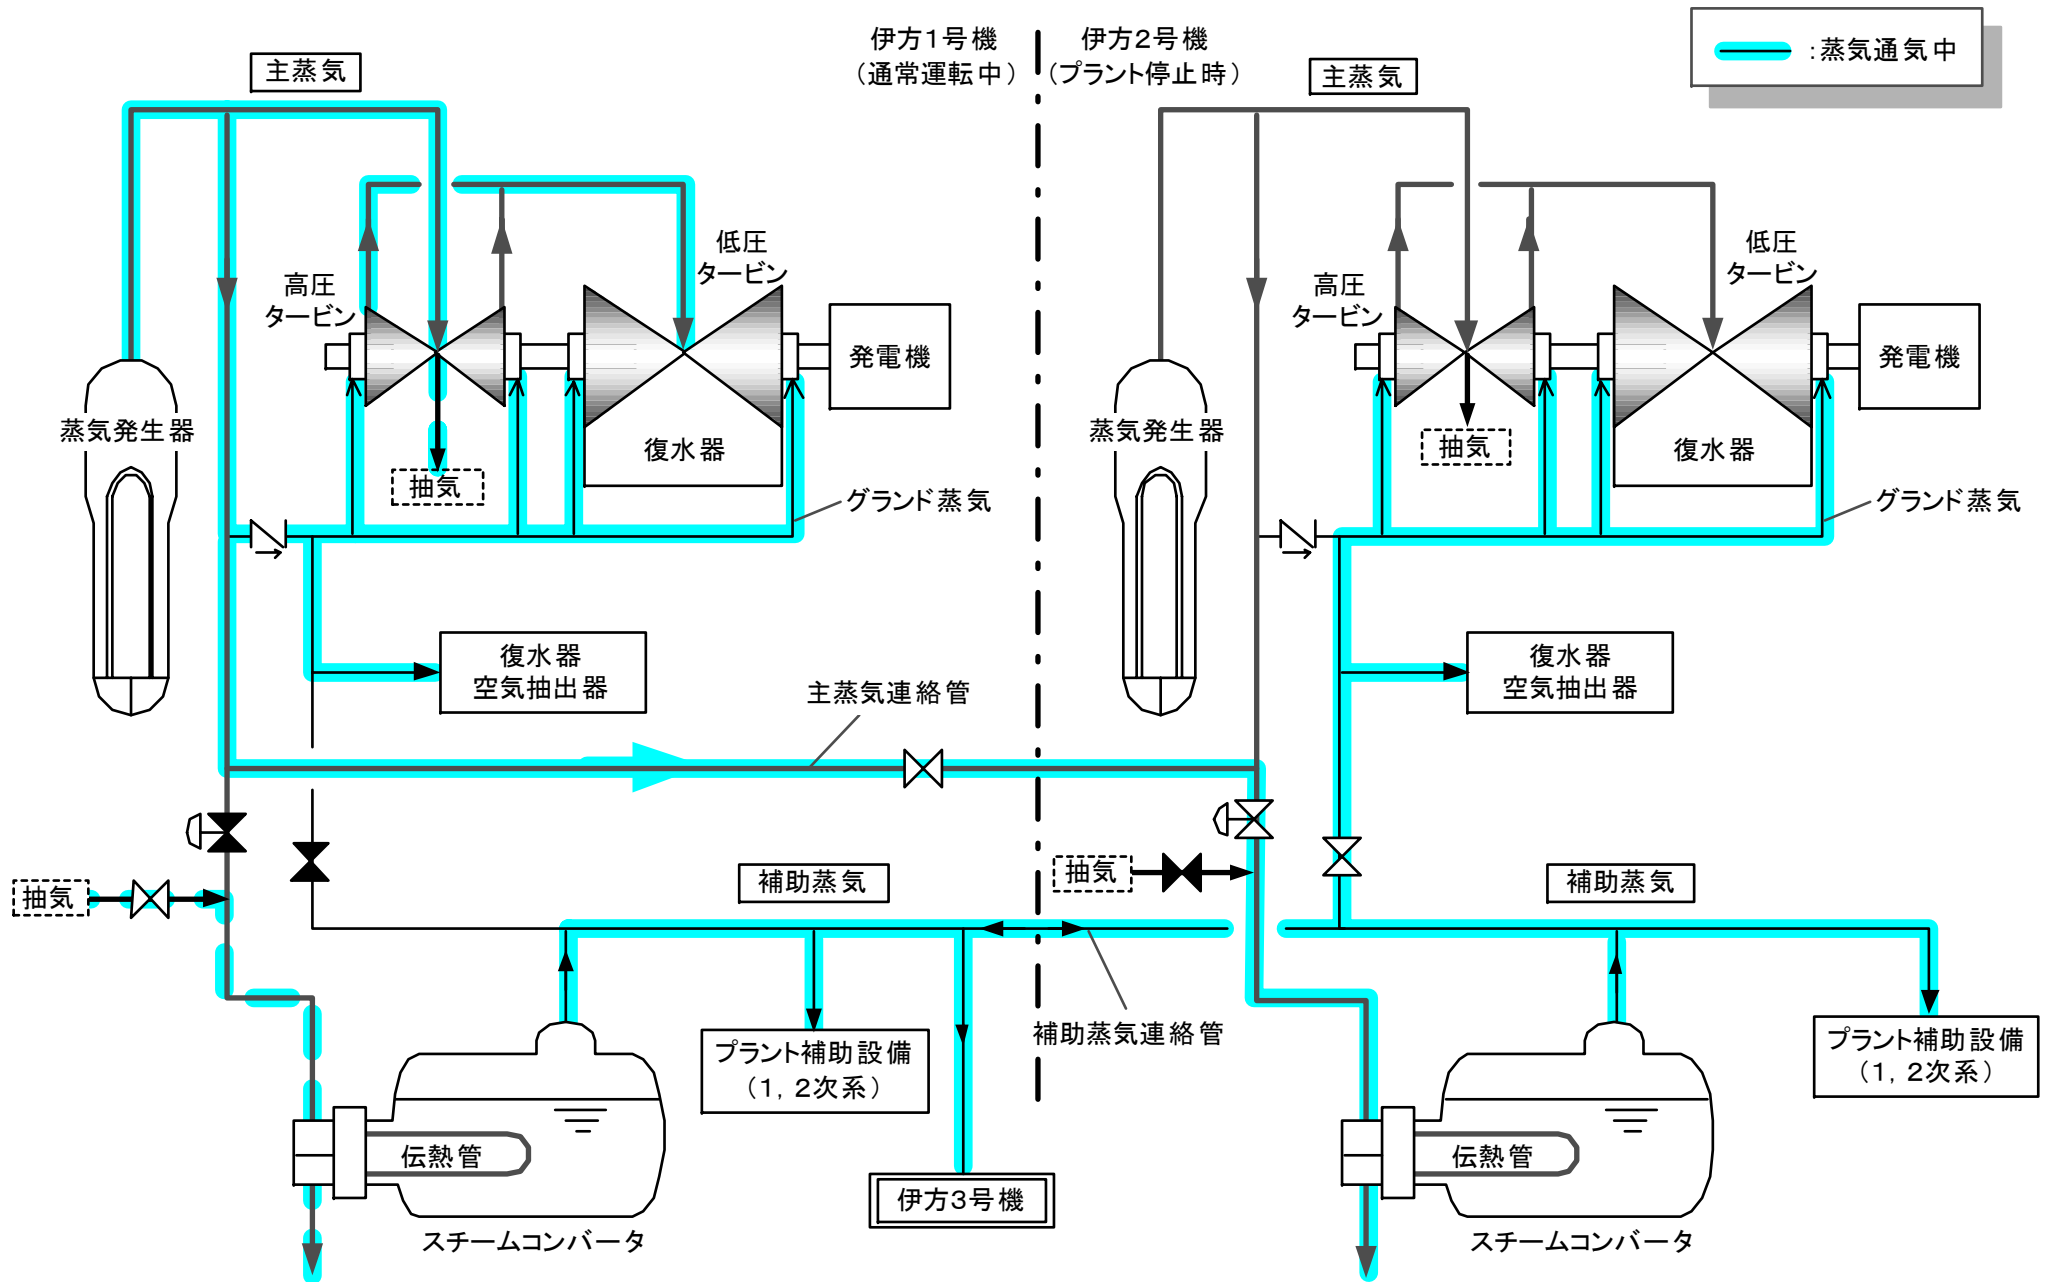 伊方1号機
（通常運転中）
伊方2号機
（プラント停止時）
：蒸気通気中
主蒸気
主蒸気
高圧
タービン
低圧
タービン
発電機
蒸気発生器
復水器
抽気
グランド蒸気
高圧
タービン
低圧
タービン
発電機
蒸気発生器
復水器
抽気
グランド蒸気
復水器
空気抽出器
復水器
空気抽出器
主蒸気連絡管
抽気
補助蒸気
抽気
補助蒸気
プラント補助設備
（1，2次系）
補助蒸気連絡管
プラント補助設備
（1，2次系）
伝熱管
伊方3号機
伝熱管
スチームコンバータ
スチームコンバータ